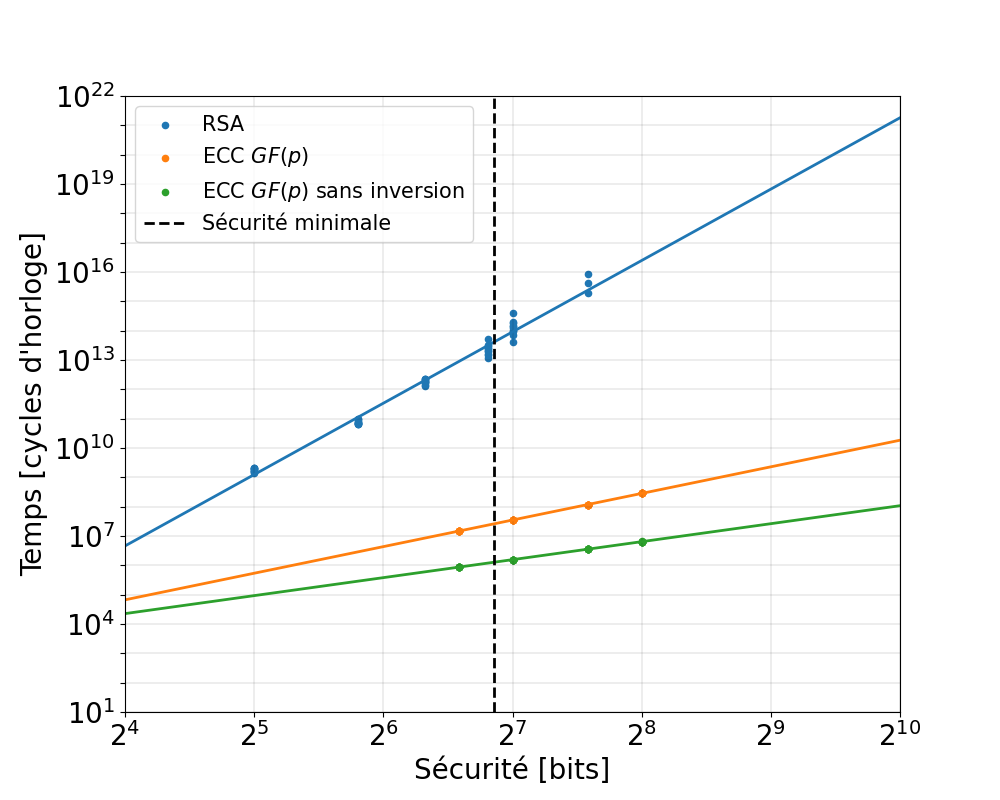 10^22
10^19
10^16
10^13
10^10
10^7
10^4
10^1
Temps [cycles d'horloge]
RSA
ECC GF(p)
ECC GF(p) sans inversion
Sécurité minimale
2^4 2^5 2^6 2^7 2^8 2^9 2^10
Sécurité [bits]